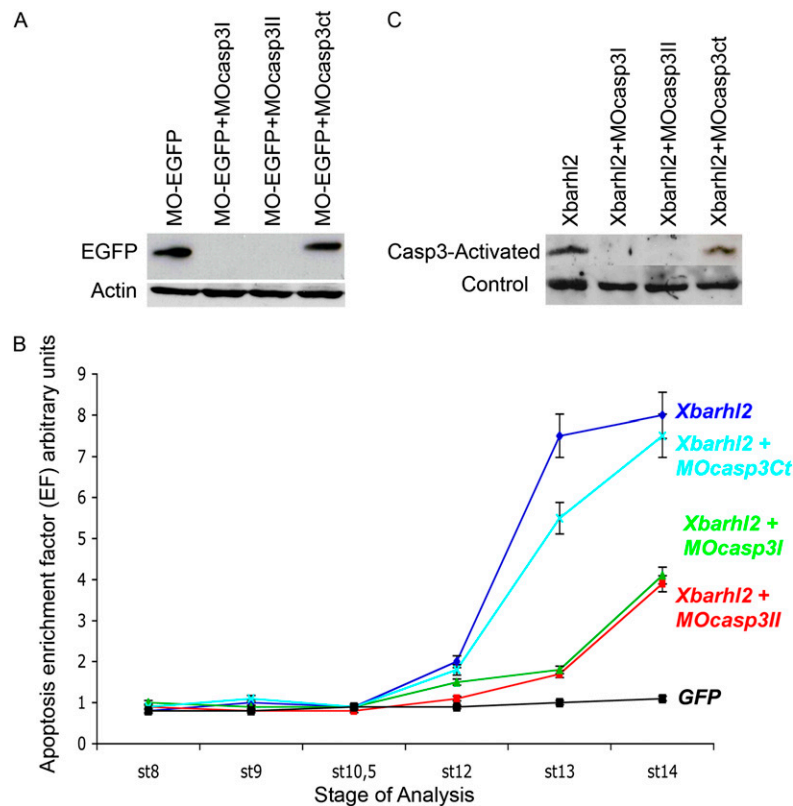 A
MO-EGFP
MO-EGFP+MOcasp3I
MO-EGFP+MOcasp3II
MO-EGFP+MOcasp3ct
EGFP
Actin
C
Xbarhl2
Xbarhl2+MOcasp3I
Xbarhl2+MOcasp3II
Xbarhl2+MOcasp3ct
Casp3-Activated
Control
B
Apoptosis enrichment factor (EF) arbitrary units
9
8
7
6
5
4
3
2
1
0
st8
st9
st10,5
st12
st13
st14
Stage of Analysis
Xbarhl2
Xbarhl2 +
MOcasp3Ct
Xbarhl2 +
MOcasp3I
Xbarhl2 +
MOcasp3II
GFP